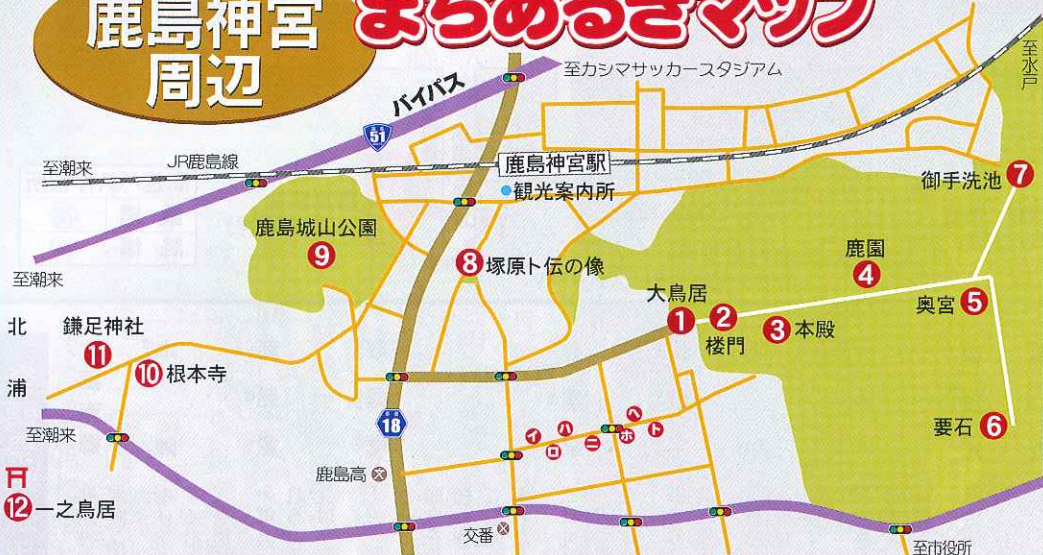 鹿島神宮
周辺
まちあるきマップ
至水戸
至カシマサッカースタジアム
バイパス
51
JR鹿島線
至潮来
鹿島神宮駅
観光案内所
御手洗池
7
鹿島城山公園
9
8
塚原卜伝の像
鹿園
4
至潮来
大鳥居
1
2
楼門
3
本殿
奥宮
5
北浦
鎌足神社
11
10
根本寺
18
要石
6
至潮来
イ
ロ
ハ
ニ
ホ
ヘ
ト
鹿島高
12
一之鳥居
交番
至市役所